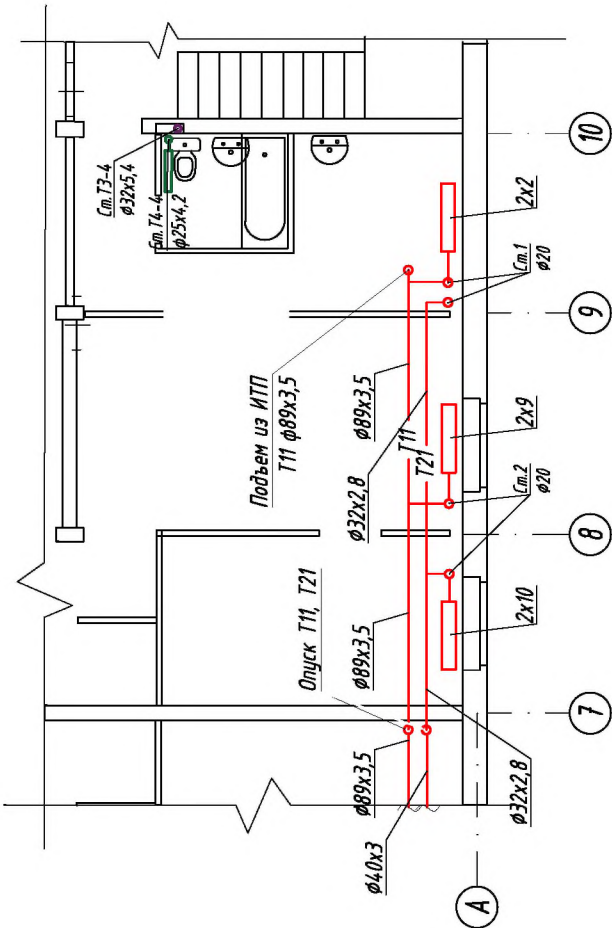 Ст.Т3-4
ф32х5,4
Ст.Т4-4
ф25х4,2
10
2х2
Ст.1
ф20
9
Подъем из ИТП
Т11 ф89х3,5
ф89х3,5
ф32х2,8
Т11
Т21
2х9
Ст.2
ф20
8
Опуск Т11, Т21
ф89х3,5
2х10
7
ф89х3,5
ф32х2,8
ф40х3
А